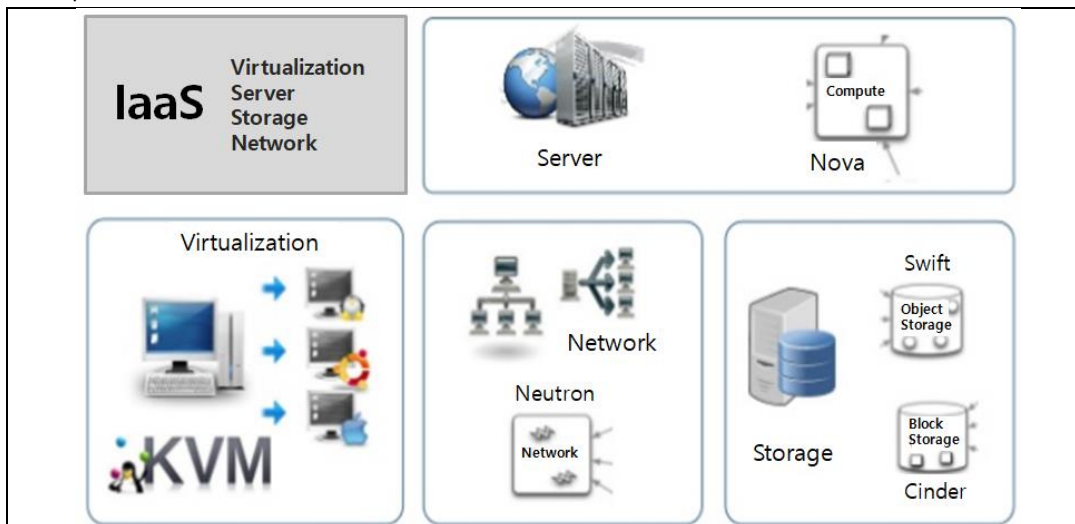 IaaS
Virtualization
Server
Storage
Network
Server
Compute
Nova
Virtualization
KVM
Network
Neutron
Network
Storage
Swift
Object
Storage
Block
Storage
Cinder